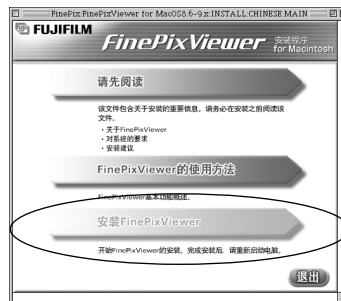 FinePix:FinePixViewer for MacOS8.6-9.x:INSTALL:CHINESE:MAIN
FUJIFILM
FinePixViewer 安装程序
for Macintosh
请先阅读
该文件包含关于安装的重要信息。请务必在安装之前阅读该
文件。
・关于FinePixViewer
・对系统的要求
・安装建议
FinePixViewer的使用方法
FinePixViewer基本功能概述。
安装FinePixViewer
开始FinePixViewer的安装。完成安装后，请重新启动电脑。
退出